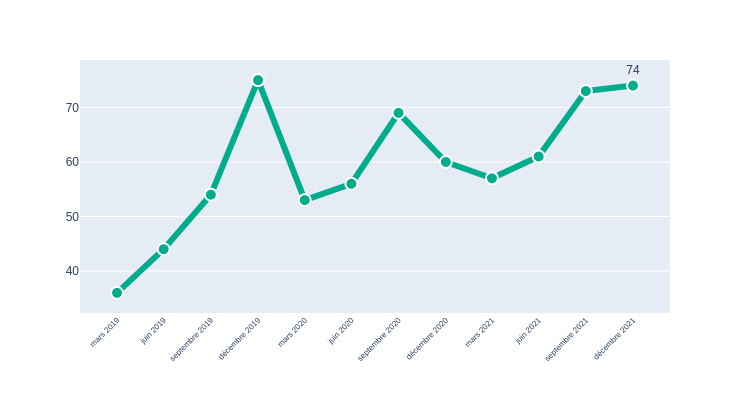 74
70
60
50
40
mars 2019
juin 2019
septembre 2019
décembre 2019
mars 2020
juin 2020
septembre 2020
décembre 2020
mars 2021
juin 2021
septembre 2021
décembre 2021